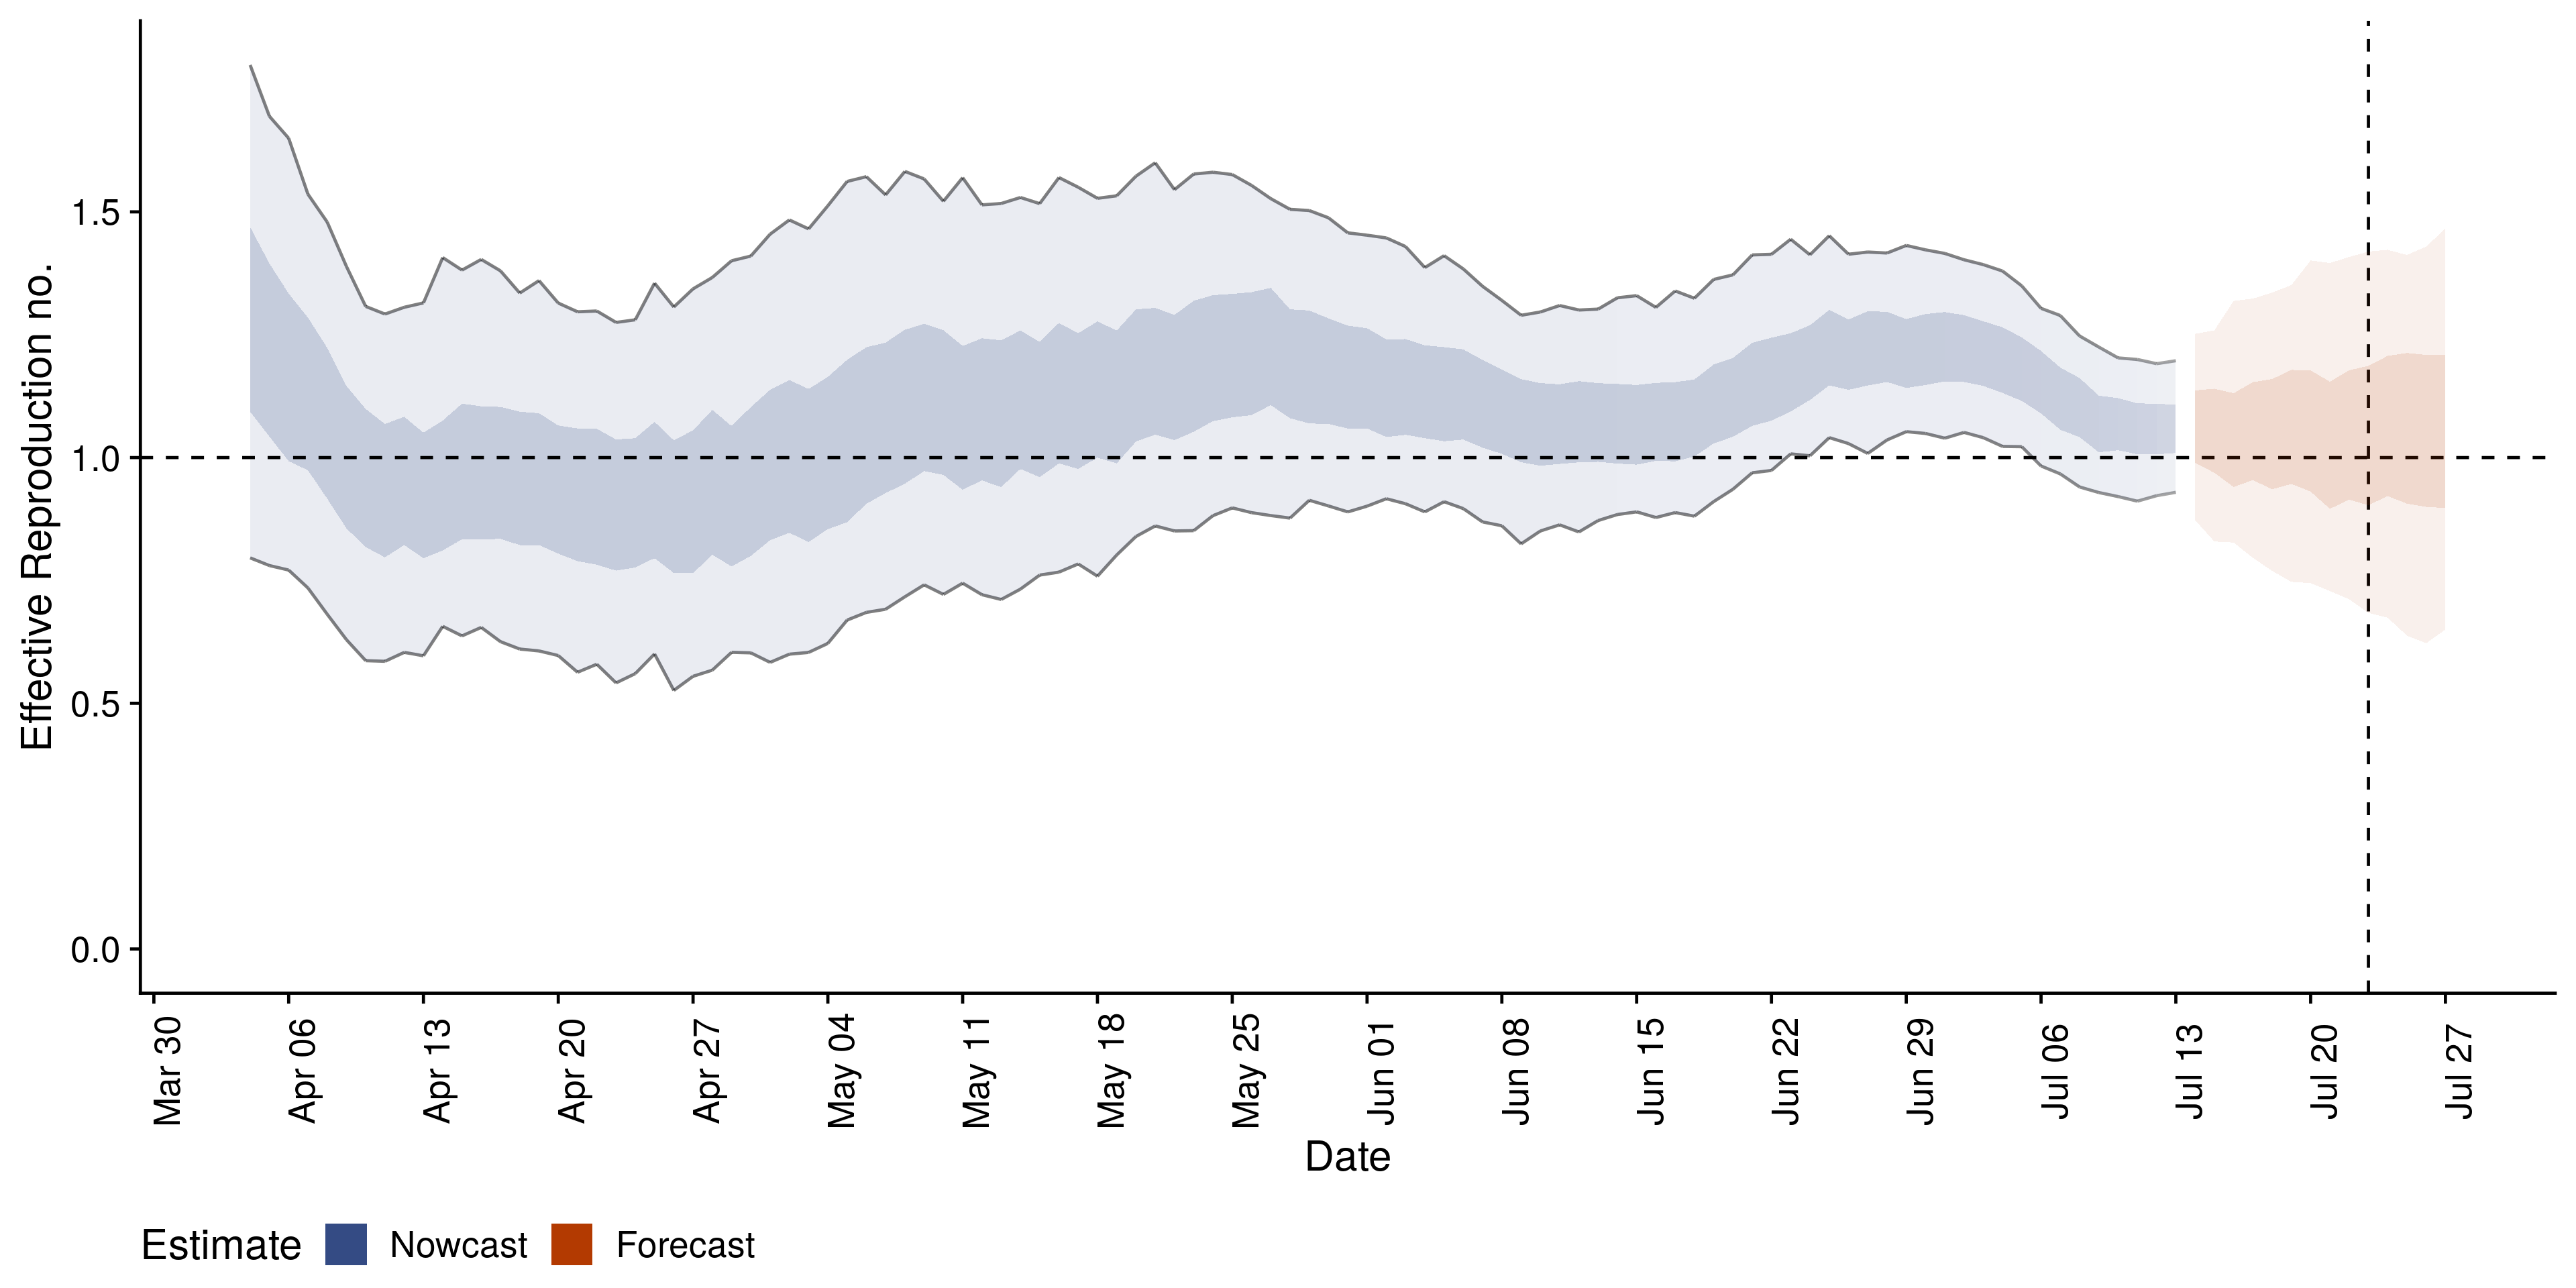 Effective Reproduction no.
1.5
1.0
0.5
0.0
Mar 30
Apr 06
Apr 13
Apr 20
Apr 27
May 04
May 11
May 18
May 25
Jun 01
Jun 08
Jun 15
Jun 22
Jun 29
Jul 06
Jul 13
Jul 20
Jul 27
Date
Estimate Nowcast Forecast